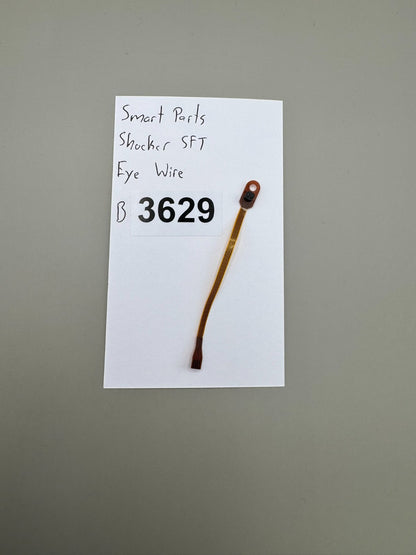 Smart Parts
Shocker SFT
Eye Wire
B 3629